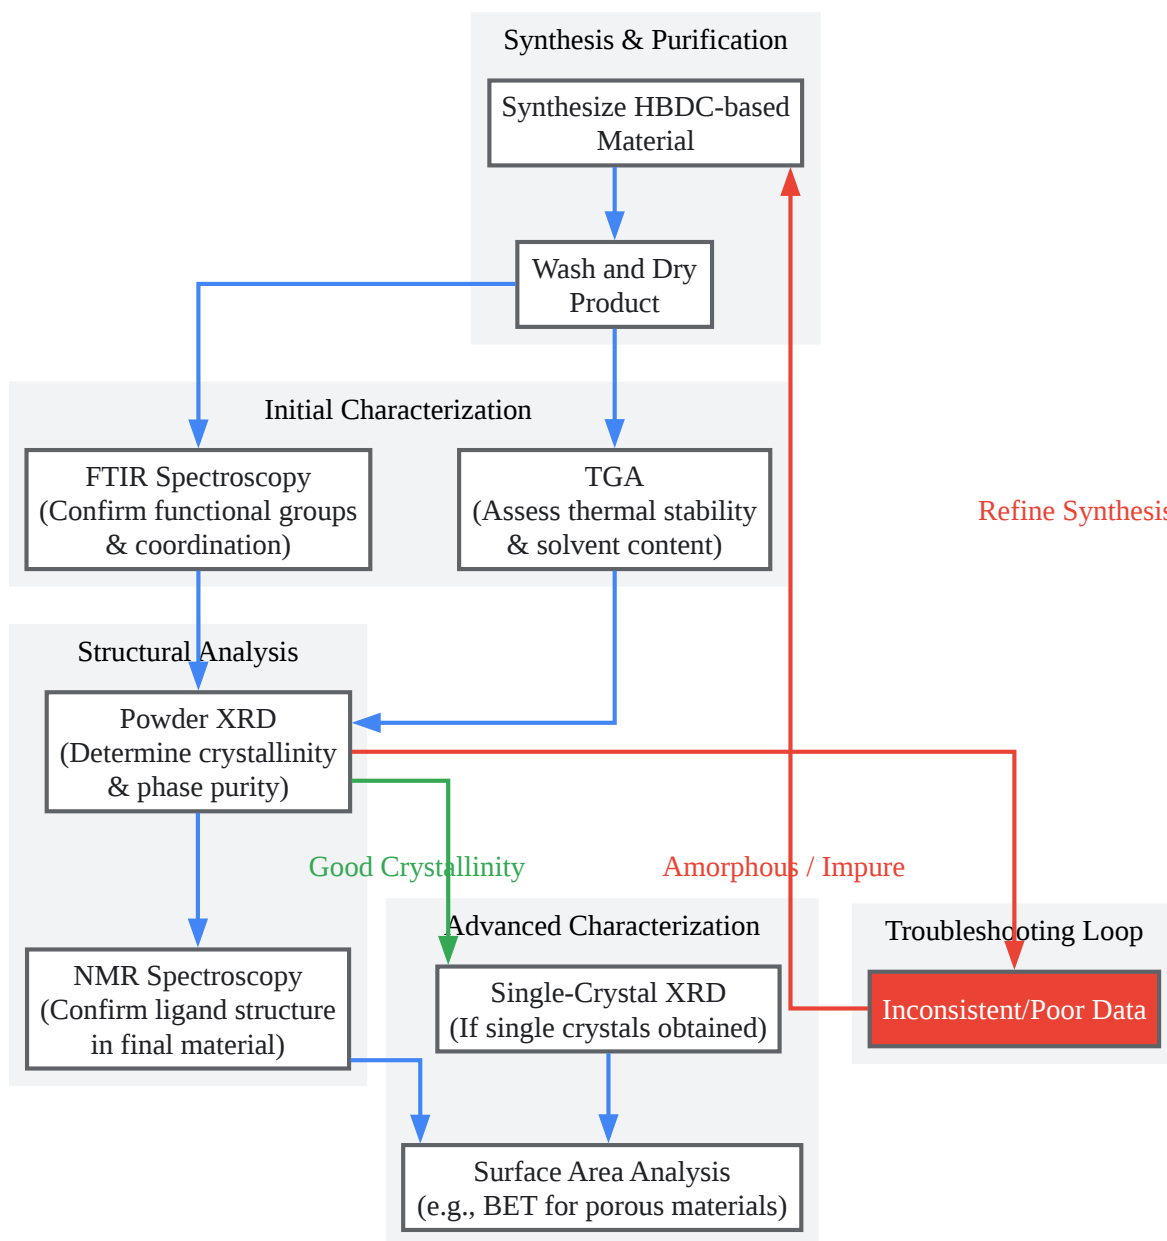 Synthesis & Purification
Synthesize HBDC-based
Material
Wash and Dry
Product
Initial Characterization
FTIR Spectroscopy
(Confirm functional groups
& coordination)
TGA
(Assess thermal stability
& solvent content)
Refine Synthesis
Structural Analysis
Powder XRD
(Determine crystallinity
& phase purity)
Good Crystallinity
Amorphous / Impure
Advanced Characterization
Troubleshooting Loop
NMR Spectroscopy
(Confirm ligand structure
in final material)
Single-Crystal XRD
(If single crystals obtained)
Inconsistent/Poor Data
Surface Area Analysis
(e.g., BET for porous materials)